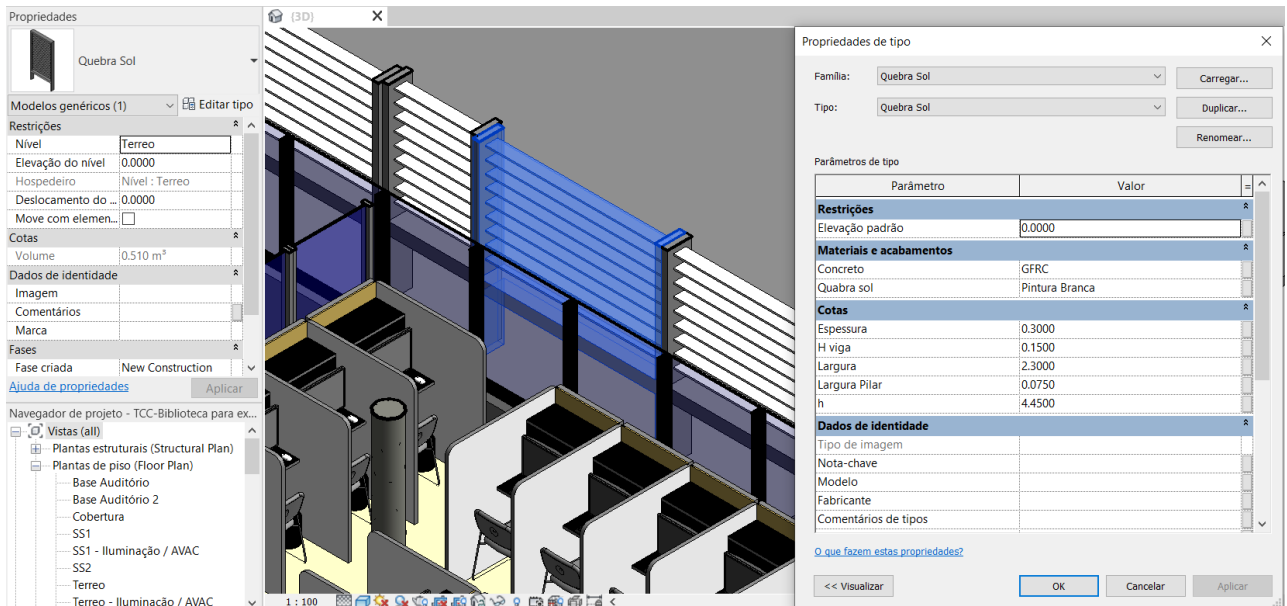 Propriedades
Quebra Sol
Modelos genéricos (1)
Editar tipo
Restrições
Nível Terreo
Elevação do nível 0.0000
Hospedeiro Nível : Terreo
Deslocamento do ... 0.0000
Move com elemen...
Cotas
Volume 0.510 m³
Dados de identidade
Imagem
Comentários
Marca
Fases
Fase criada New Construction
Ajuda de propriedades
Aplicar
Navegador de projeto - TCC-Biblioteca para ex...
Vistas (all)
Plantas estruturais (Structural Plan)
Plantas de piso (Floor Plan)
Base Auditório
Base Auditório 2
Cobertura
SS1
SS1 - Iluminação / AVAC
SS2
Terreo
Terreo - Iluminação / AVAC
(3D)
1 : 100
Propriedades de tipo
Família: Quebra Sol Carregar...
Tipo: Quebra Sol Duplicar...
Renomear...
Parâmetros de tipo
Parâmetro Valor =
Restrições
Elevação padrão 0.0000
Materiais e acabamentos
Concreto GFRC
Quabra sol Pintura Branca
Cotas
Espessura 0.3000
H viga 0.1500
Largura 2.3000
Largura Pilar 0.0750
h 4.4500
Dados de identidade
Tipo de imagem
Nota-chave
Modelo
Fabricante
Comentários de tipos
O que fazem estas propriedades?
<< Visualizar OK Cancelar Aplicar